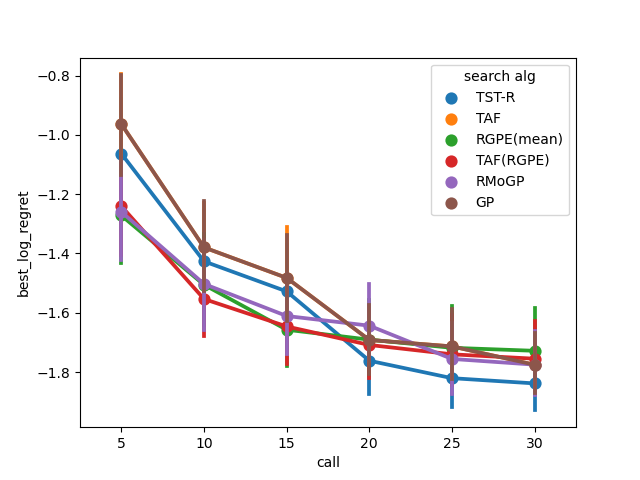 search alg
TST-R
TAF
RGPE(mean)
TAF(RGPE)
RMoGP
GP
best_log_regret
−0.8
−1.0
−1.2
−1.4
−1.6
−1.8
5 10 15 20 25 30
call